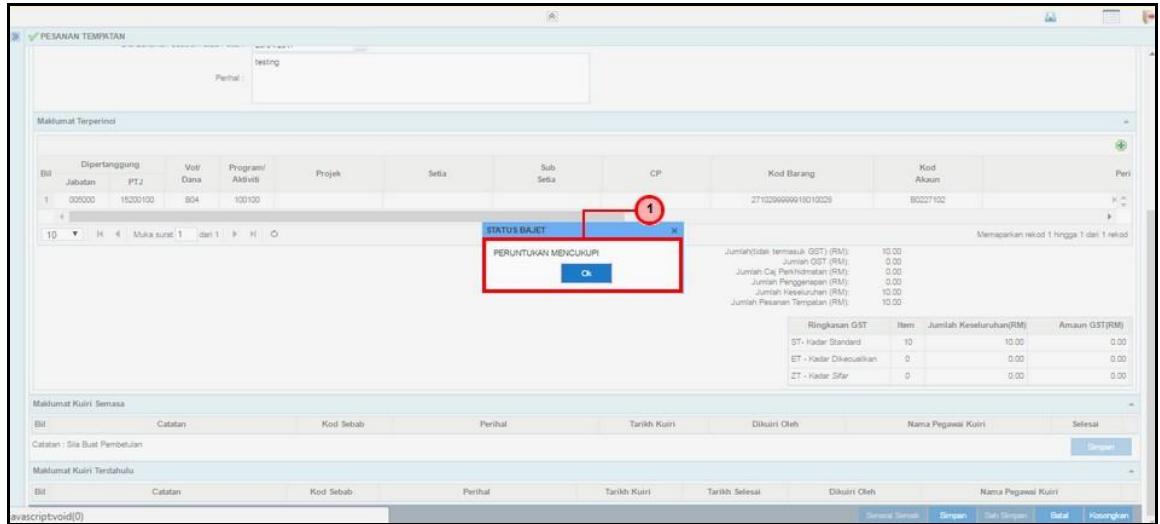 PESANAN TEMPATAN
testing
Perihal :
Maklumat Terperinci
Bil Dipertanggung Vot/ Dana Program/ Aktiviti Projek Setia Sub Setia CP Kod Barang Kod Akaun Peri
Jabatan PTJ
1 005000 15200100 B04 100100 B0227102
1
10 Muka surat 1 dari 1 Memaparkan rekod 1 hingga 1 dari 1 rekod
STATUS BAJET ×
PERUNTUKAN MENCUKUPI
Ok
Jumlah(tidak termasuk GST) (RM): 10.00
Jumlah GST (RM): 0.00
Jumlah Caj Perkhidmatan (RM): 0.00
Jumlah Penggenapan (RM): 0.00
Jumlah Keseluruhan (RM): 10.00
Jumlah Pesanan Tempatan (RM): 10.00
Ringkasan GST Item Jumlah Keseluruhan(RM) Amaun GST(RM)
ST- Kadar Standard 10 10.00 0.00
ET - Kadar Dikecualikan 0 0.00 0.00
ZT - Kadar Sifar 0 0.00 0.00
Maklumat Kuiri Semasa
Bil Catatan Kod Sebab Perihal Tarikh Kuiri Dikuiri Oleh Nama Pegawai Kuiri Selesai
Catatan : Sila Buat Pembetulan Simpan
Maklumat Kuiri Terdahulu
Bil Catatan Kod Sebab Perihal Tarikh Kuiri Tarikh Selesai Dikuiri Oleh Nama Pegawai Kuiri
avascript:void(0) Senarai Semak Simpan Sah Simpan Batal Kosongkan